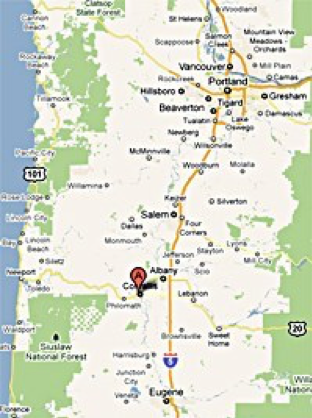 Clatsop
State Forest
Cannon
Beach
St Helens
Woodland
Scappoose
Salmon
Creek
Mountain View
Meadows -
Orchards
Rockaway
Beach
Vancouver
Mill Plain
Rockcreek
Camas
Portland
Hillsboro
Gresham
Beaverton
Tigard
Tillamook
Damascus
Tualatin
Lake
Oswego
Newberg
Wilsonville
McMinnville
Pacific City
Molalla
Woodburn
101
Willamina
Rose Lodge
Keizer
Silverton
Lincoln
City
Salem
Dallas
Four
Corners
Monmouth
Lincoln
Beach
Lyons
Stayton
Mill
City
Siletz
Jefferson
Scio
Newport
Albany
A
Toledo
Lebanon
Philomath
Waldport
20
Siuslaw
National Forest
Brownsville
Sweet
Home
Harrisburg
5
Veneta
Eugene
Florence